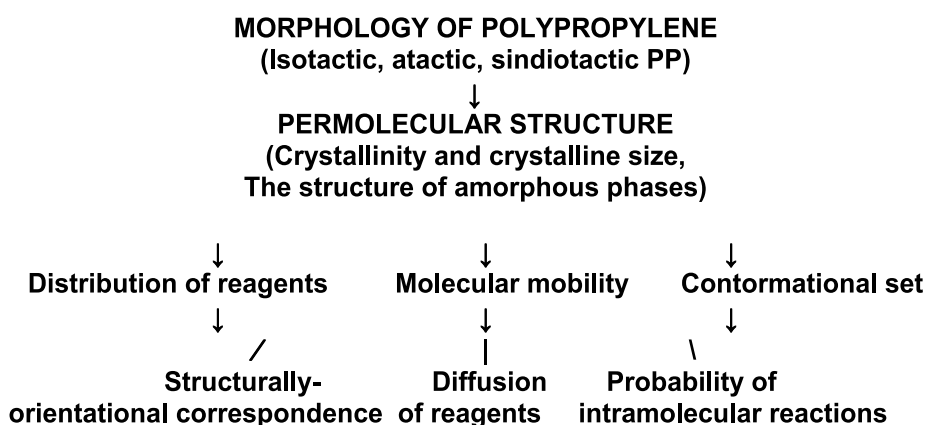 MORPHOLOGY OF POLYPROPYLENE
(Isotactic, atactic, sindiotactic PP)
↓
PERMOLECULAR STRUCTURE
(Crystallinity and crystalline size,
The structure of amorphous phases)
↓ ↓ ↓
Distribution of reagents Molecular mobility Contormational set
↓ ↓ ↓
/ | \
Structurally- Diffusion Probability of
orientational correspondence of reagents intramolecular reactions